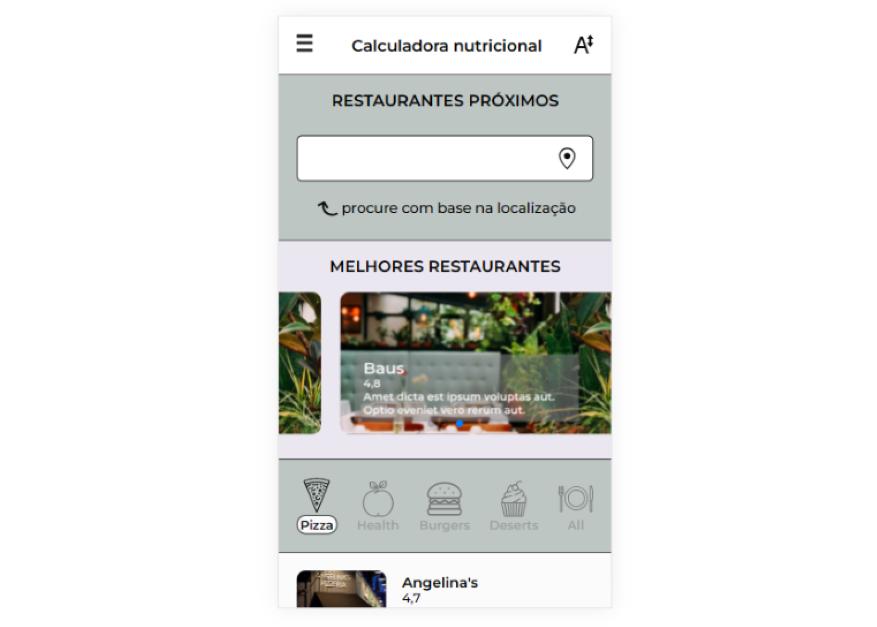 Calculadora nutricional
A
RESTAURANTES PRÓXIMOS
procure com base na localização
MELHORES RESTAURANTES
Baus
4,8
Amet dicta est ipsum voluptas aut.
Optio eveniet vero rerum aut.
Pizza
Health
Burgers
Deserts
All
Angelina's
4,7